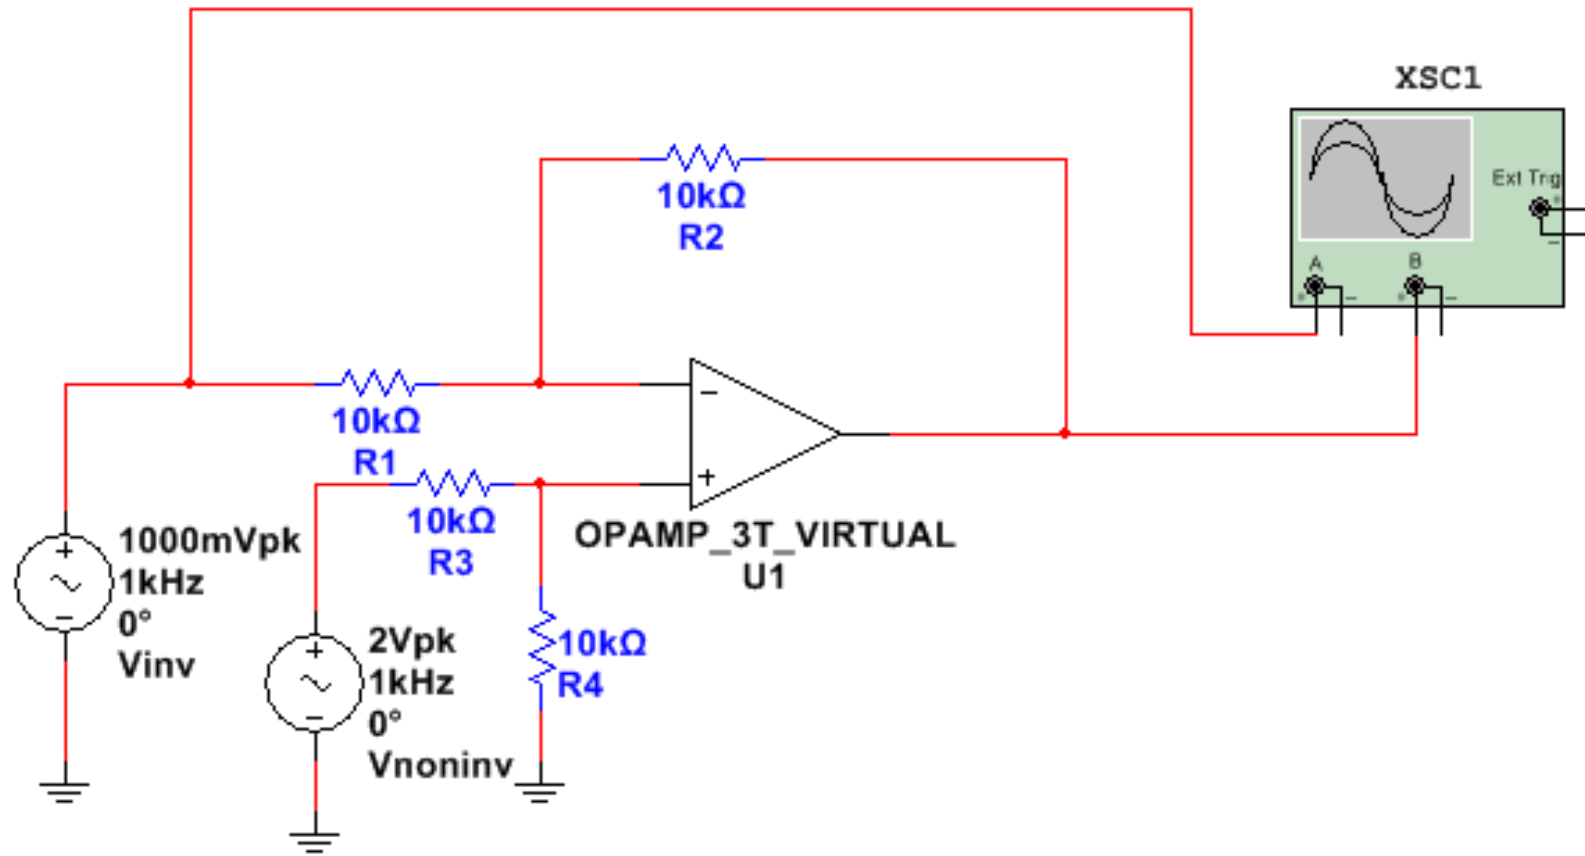 XSC1
Ext Trig
+
−
A
B
+
−
+
−
10kΩ
R2
10kΩ
R1
−
+
10kΩ
R3
OPAMP_3T_VIRTUAL
U1
+
−
1000mVpk
1kHz
0°
Vinv
+
−
2Vpk
1kHz
0°
Vnoninv
10kΩ
R4